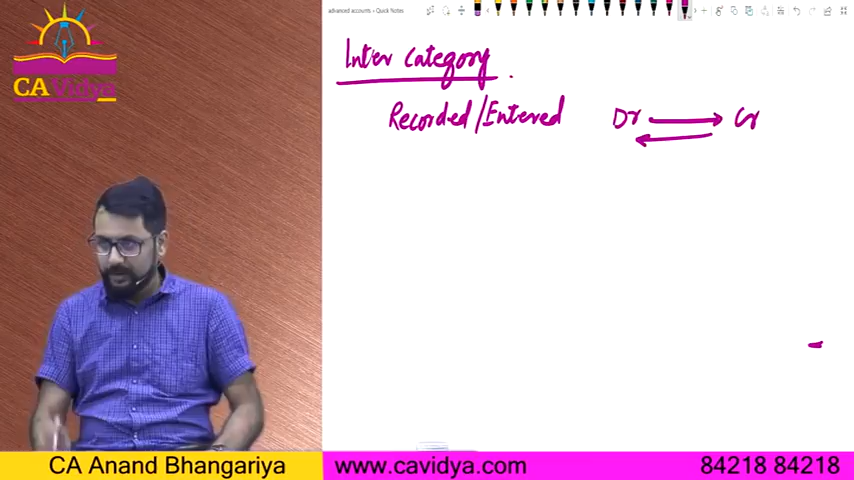 advanced accounts - Quick Notes
Inter category
Recorded/Entered Dr Cr
CA Vidya
CA Anand Bhangariya
www.cavidya.com
84218 84218